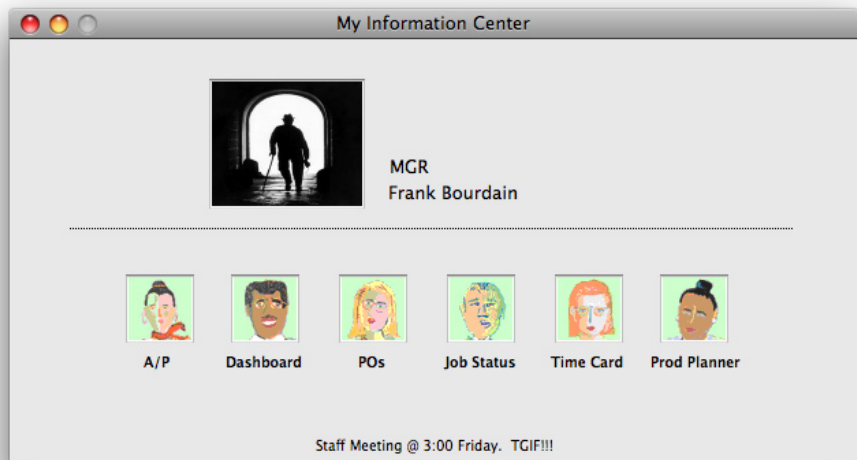 My Information Center
MGR
Frank Bourdain
A/P
Dashboard
POs
Job Status
Time Card
Prod Planner
Staff Meeting @ 3:00 Friday.  TGIF!!!